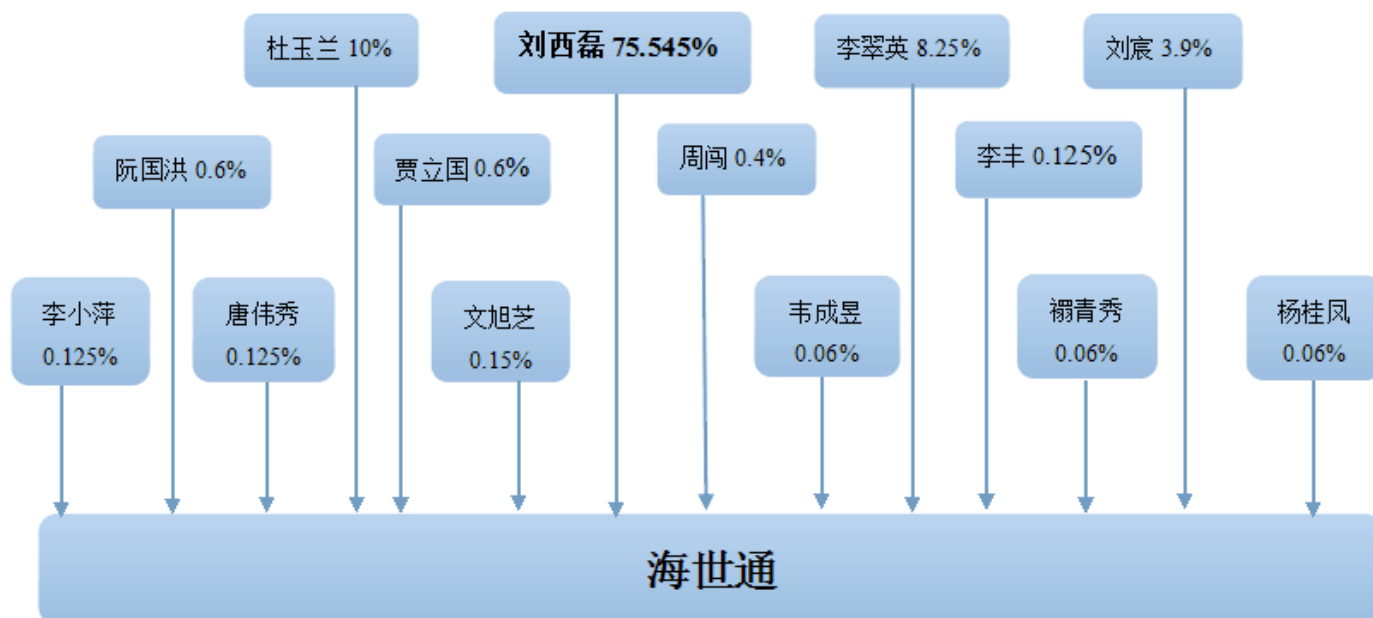 杜玉兰 10%
刘西磊 75.545%
李翠英 8.25%
刘宸 3.9%
阮国洪 0.6%
贾立国 0.6%
周闯 0.4%
李丰 0.125%
李小萍
0.125%
唐伟秀
0.125%
文旭芝
0.15%
韦成昱
0.06%
禤青秀
0.06%
杨桂凤
0.06%
海世通